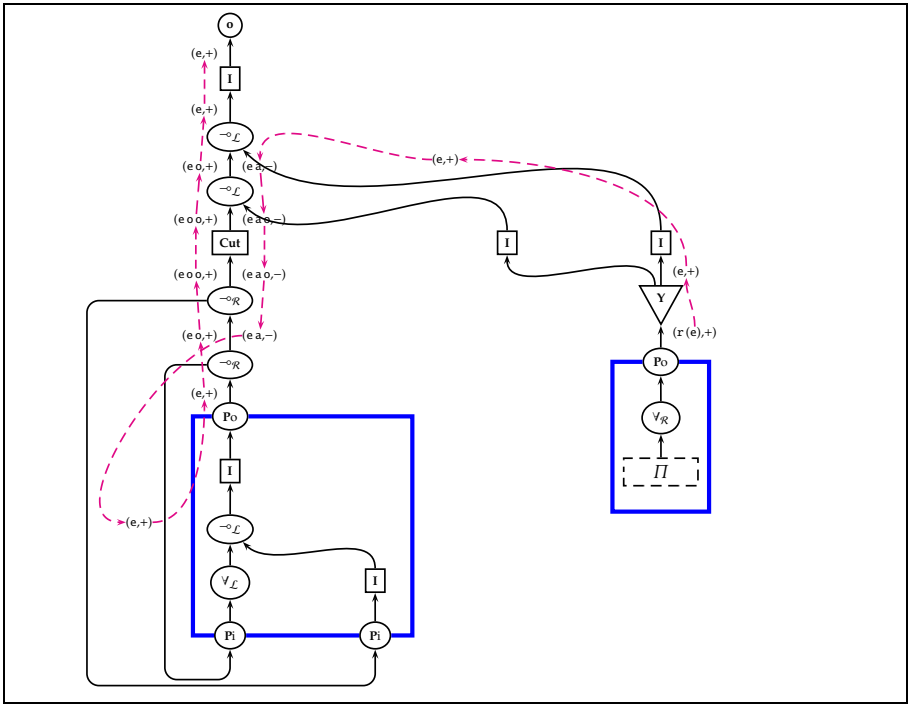 o
(e,+)
I
(e,+)
⊸ℒ
(e,+)
(e o,+)
(e a,−)
⊸ℒ
(e o o,+)
(e a o,−)
Cut
I
I
(e o o,+)
(e a o,−)
(e,+)
⊸ℛ
Y
(e o,+)
(e a,−)
(r(e),+)
⊸ℛ
Po
(e,+)
Po
∀ℛ
I
Π
(e,+)
⊸ℒ
∀ℒ
I
Pi
Pi